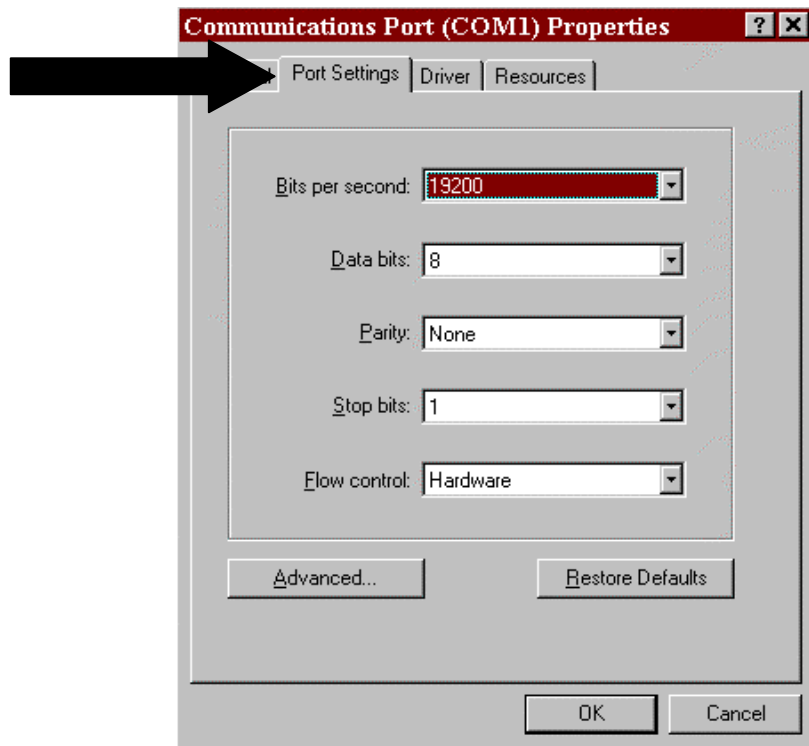 Communications Port (COM1) Properties
Port Settings Driver Resources
Bits per second: 19200
Data bits: 8
Parity: None
Stop bits: 1
Flow control: Hardware
Advanced... Restore Defaults
OK Cancel